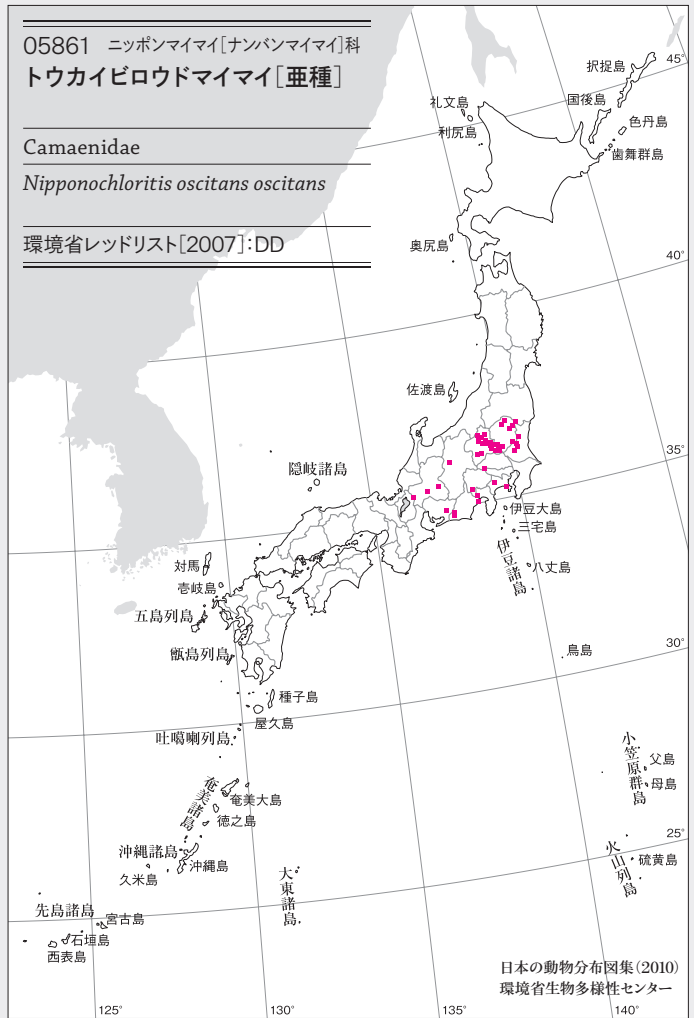 05861 ニッポンマイマイ[ナンバンマイマイ]科
トウカイビロウドマイマイ[亜種]
Camaenidae
Nipponochloritis oscitans oscitans
環境省レッドリスト[2007]:DD
45°
択捉島
国後島
礼文島
色丹島
利尻島
歯舞群島
奥尻島
40°
佐渡島
35°
隠岐諸島
伊豆大島
三宅島
伊豆諸島
八丈島
対馬
壱岐島
五島列島
甑島列島
鳥島
30°
種子島
屋久島
吐噶喇列島
小笠原群島
父島
母島
奄美諸島
奄美大島
徳之島
25°
沖縄諸島
沖縄島
久米島
火山列島
硫黄島
大東諸島
先島諸島
宮古島
石垣島
西表島
日本の動物分布図集(2010)
環境省生物多様性センター
125°
130°
135°
140°